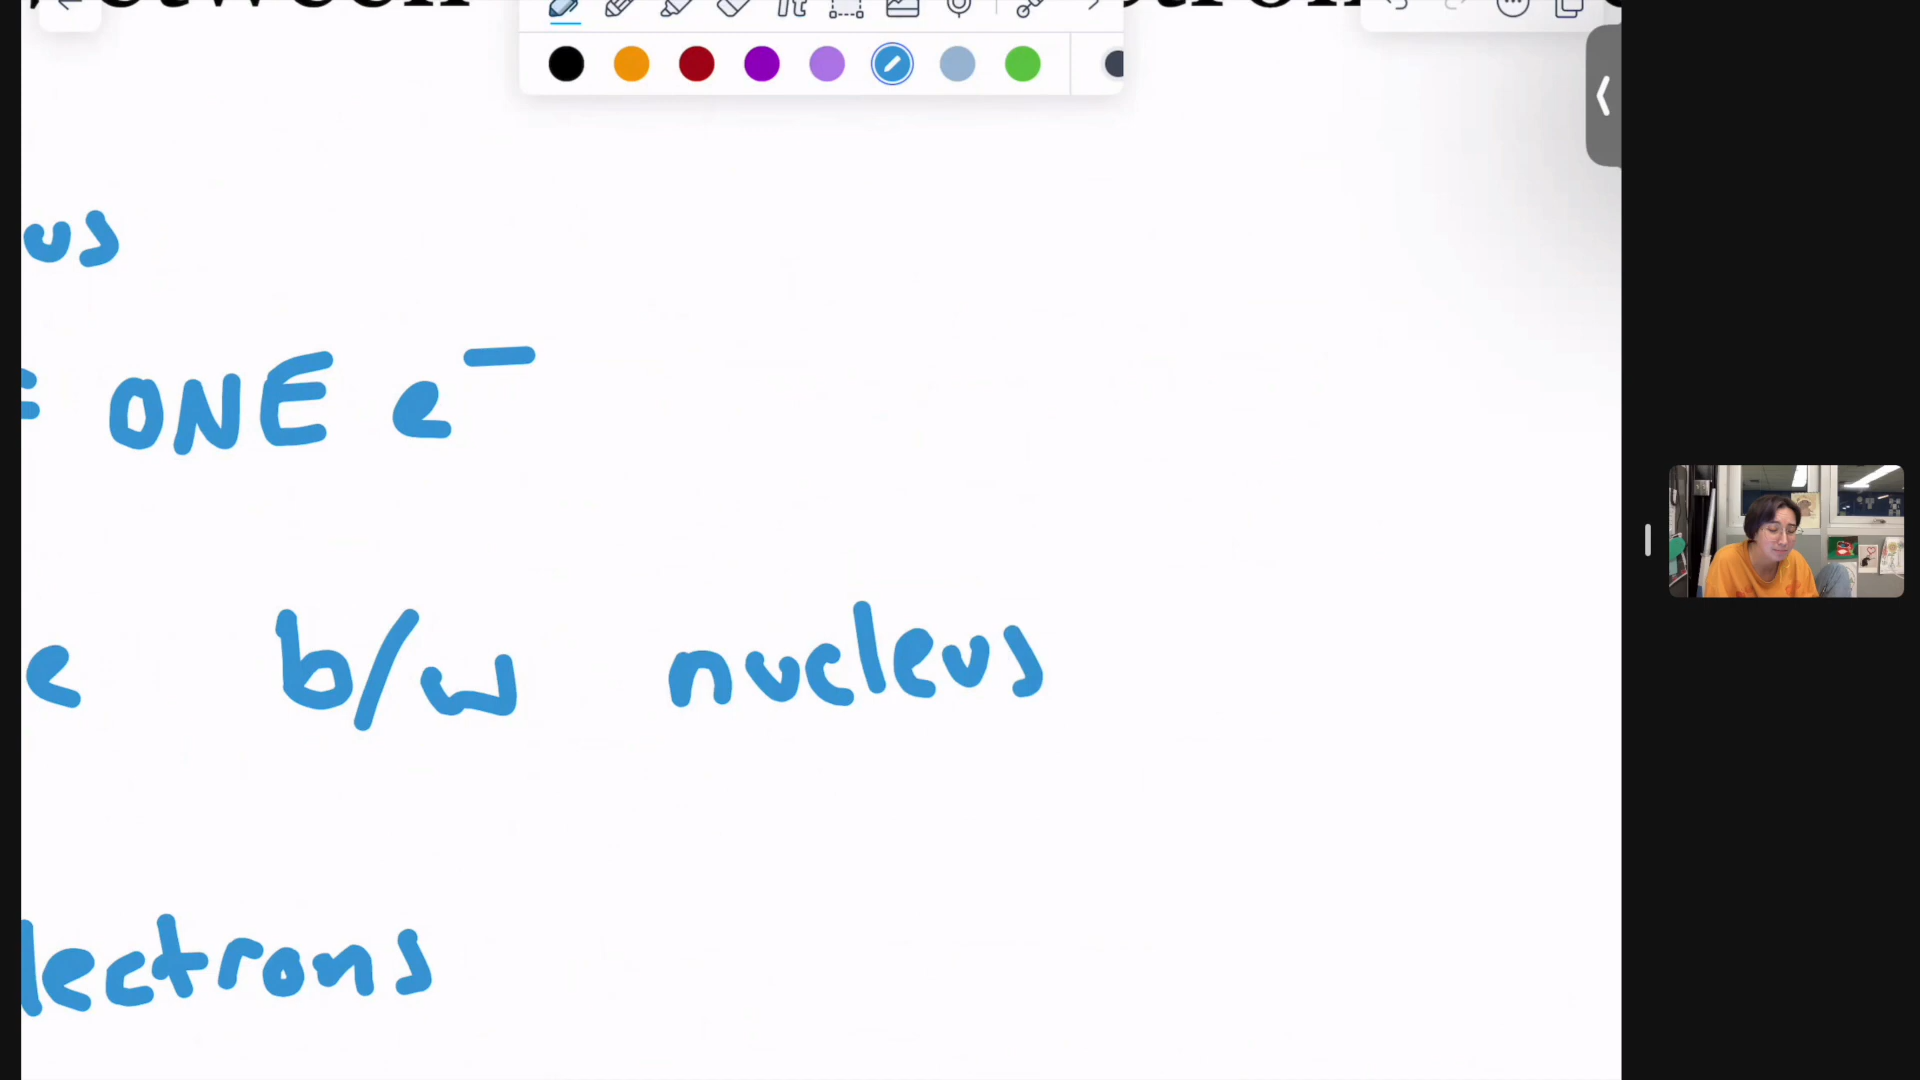 us
= ONE e⁻
e b/w nucleus
lectrons